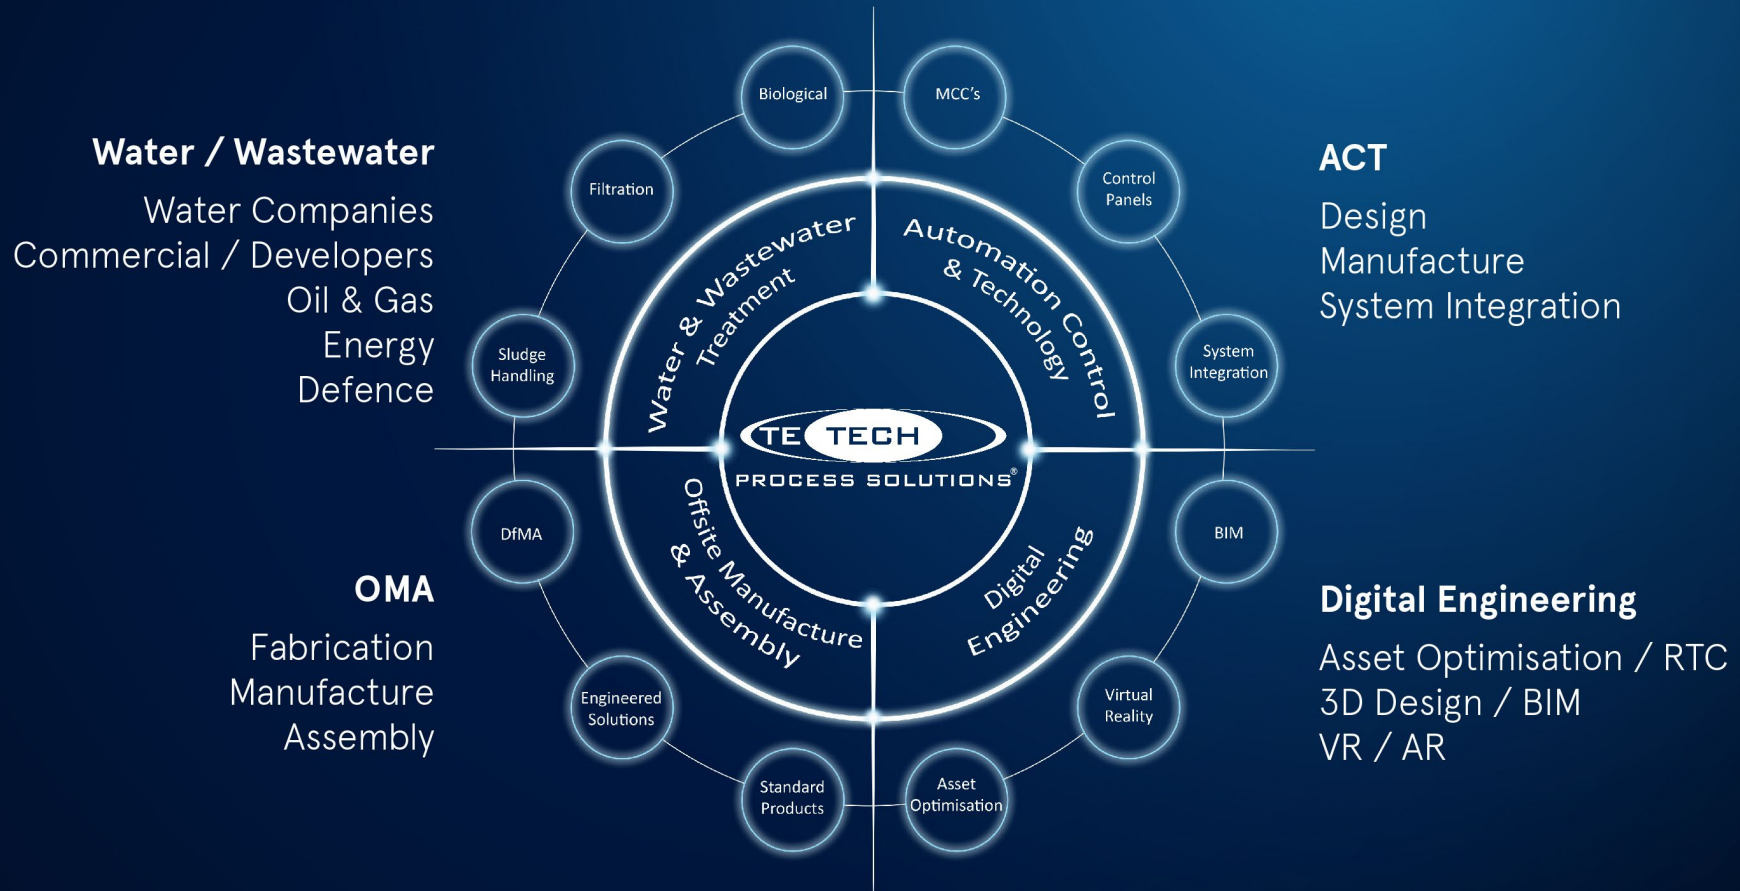 Water / Wastewater
Water Companies
Commercial / Developers
Oil & Gas
Energy
Defence
OMA
Fabrication
Manufacture
Assembly
Biological
Filtration
Sludge
Handling
DfMA
Engineered
Solutions
Standard
Products
Water & Wastewater
Treatment
Automation Control
& Technology
TE TECH
PROCESS SOLUTIONS®
Offsite Manufacture
& Assembly
Digital
Engineering
MCC's
Control
Panels
System
Integration
BIM
Virtual
Reality
Asset
Optimisation
ACT
Design
Manufacture
System Integration
Digital Engineering
Asset Optimisation / RTC
3D Design / BIM
VR / AR